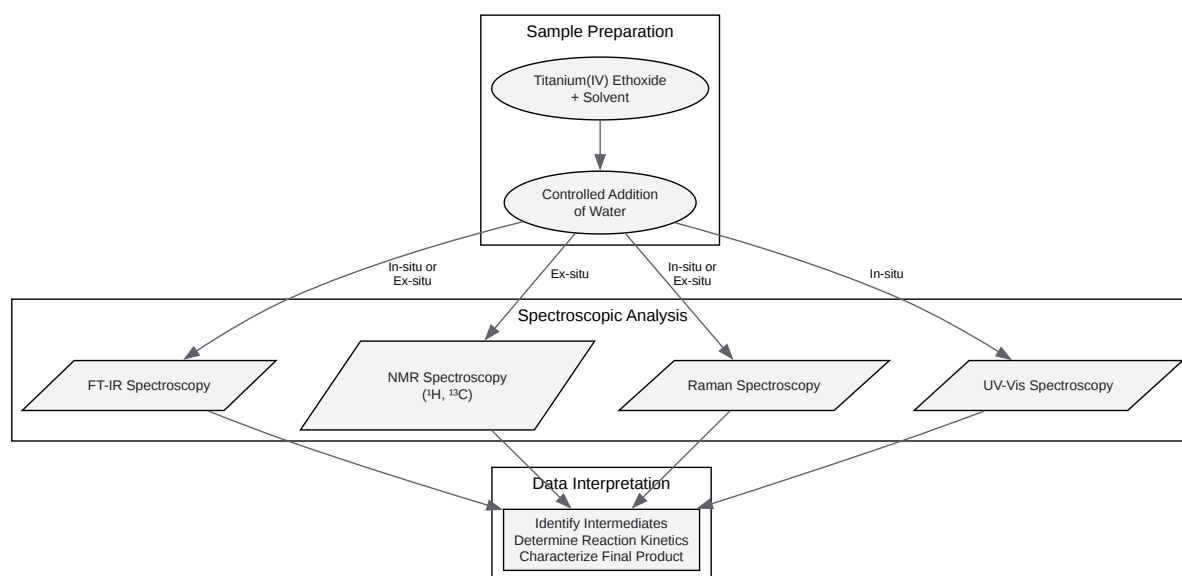 Sample Preparation
Titanium(IV) Ethoxide
+ Solvent
Controlled Addition
of Water
In-situ or
Ex-situ
Ex-situ
In-situ or
Ex-situ
In-situ
Spectroscopic Analysis
FT-IR Spectroscopy
NMR Spectroscopy
(¹H, ¹³C)
Raman Spectroscopy
UV-Vis Spectroscopy
Data Interpretation
Identify Intermediates
Determine Reaction Kinetics
Characterize Final Product